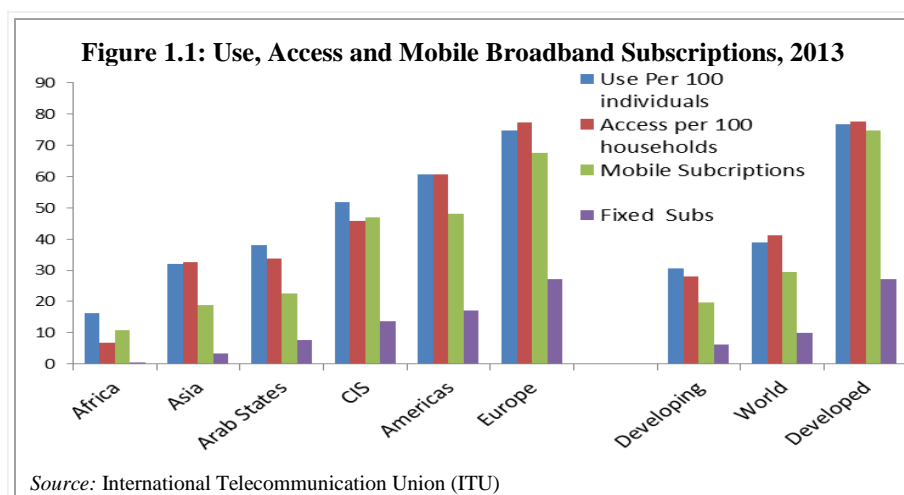 Figure 1.1: Use, Access and Mobile Broadband Subscriptions, 2013
90
80
70
60
50
40
30
20
10
0
Use Per 100
individuals
Access per 100
households
Mobile Subcriptions
Fixed Subs
Africa
Asia
Arab States
CIS
Americas
Europe
Developing
World
Developed
Source: International Telecommunication Union (ITU)